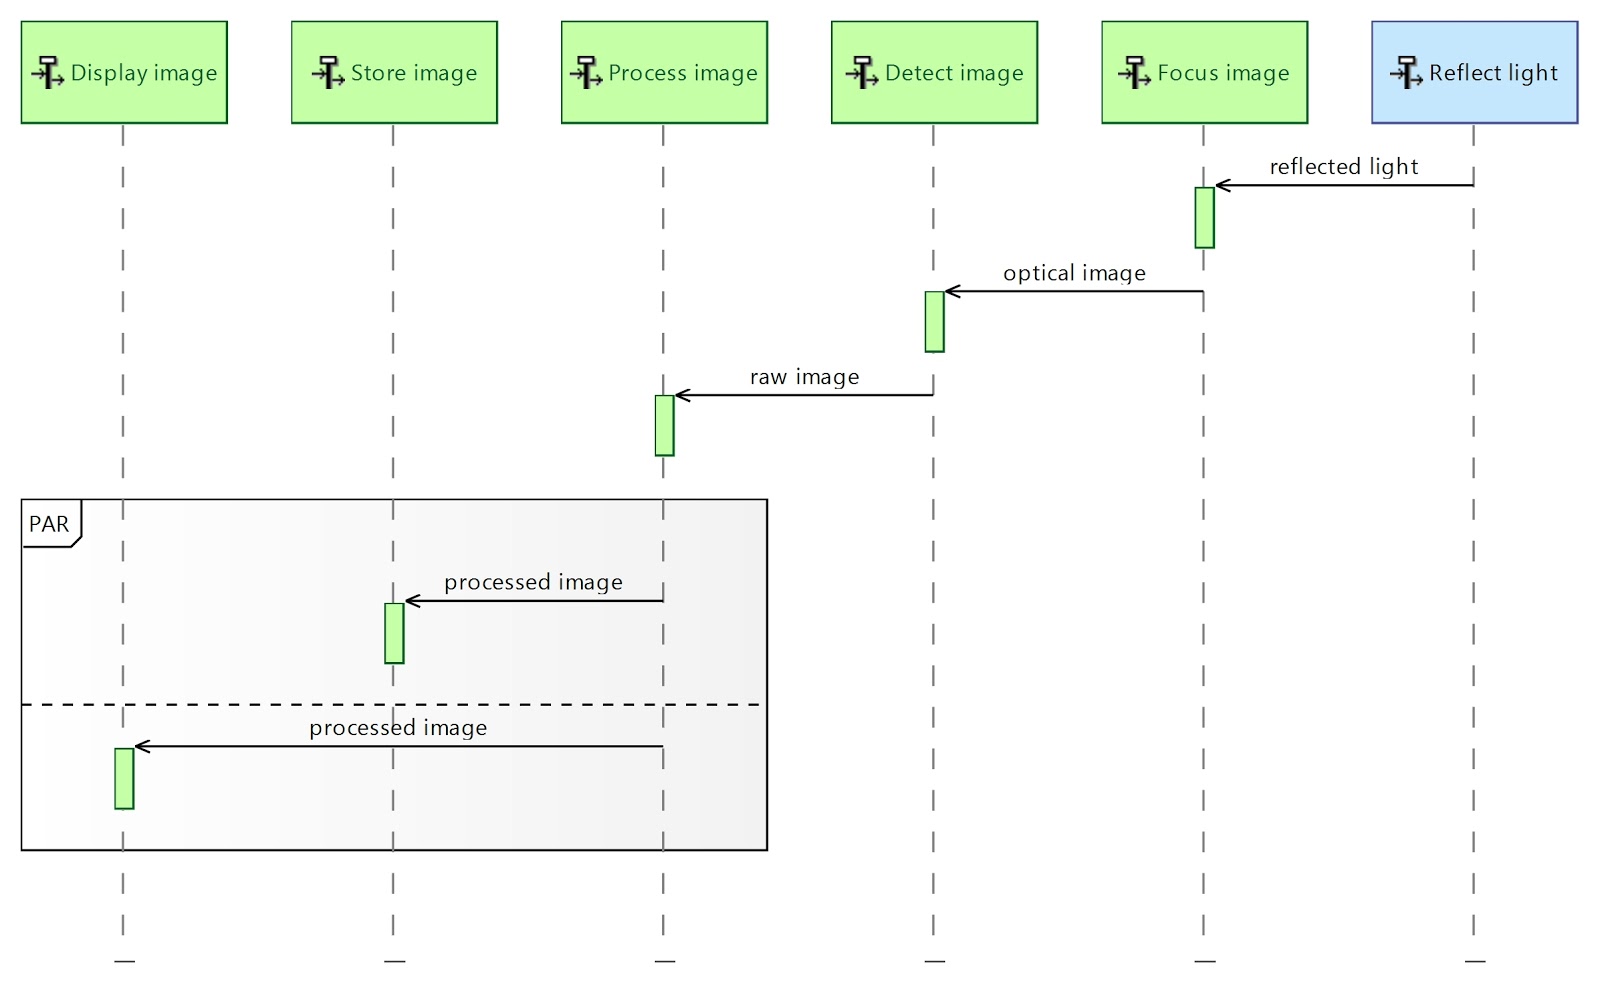 Display image
Store image
Process image
Detect image
Focus image
Reflect light
reflected light
optical image
raw image
PAR
processed image
processed image